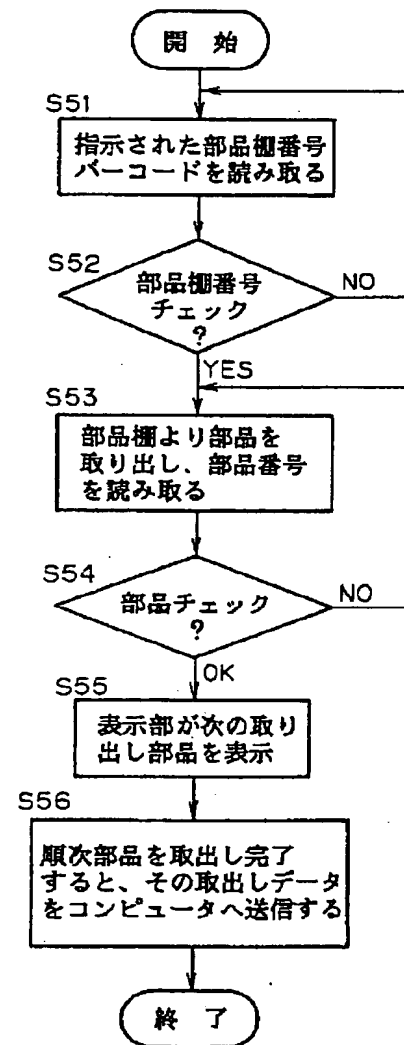 開 始
S51
指示された部品棚番号
バーコードを読み取る
S52
部品棚番号
チェック
?
NO
YES
S53
部品棚より部品を
取り出し、部品番号
を読み取る
S54
部品チェック
?
NO
OK
S55
表示部が次の取り
出し部品を表示
S56
順次部品を取出し完了
すると、その取出しデータ
をコンピュータへ送信する
終 了